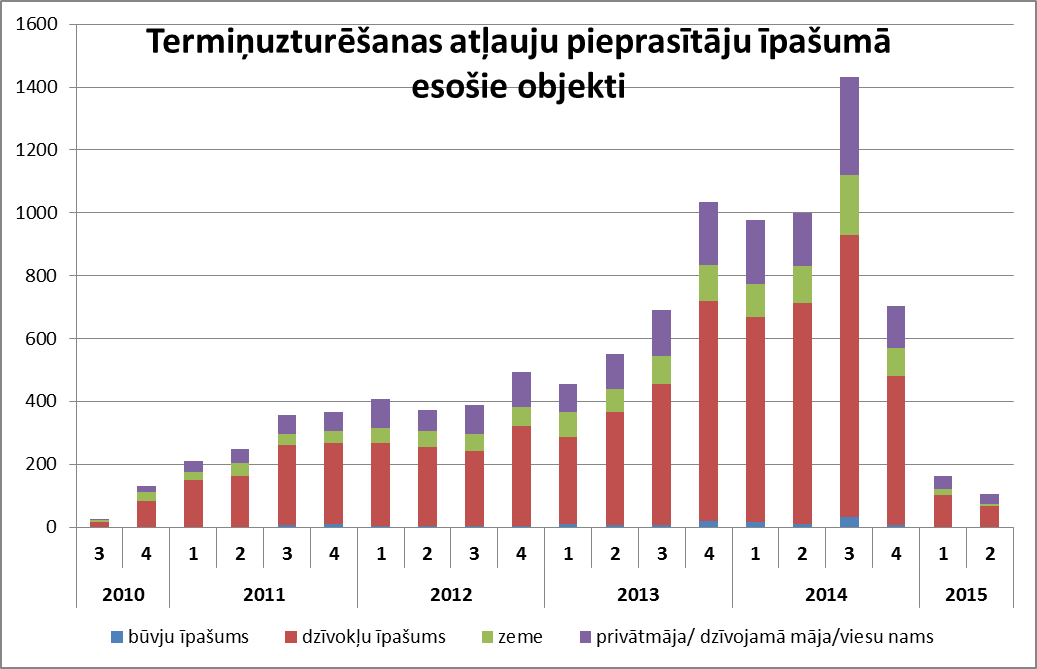 Termiņuzturēšanas atļauju pieprasītāju īpašumā
esošie objekti
1600
1400
1200
1000
800
600
400
200
0
3 4 1 2 3 4 1 2 3 4 1 2 3 4 1 2 3 4 1 2
2010 2011 2012 2013 2014 2015
būvju īpašums dzīvokļu īpašums zeme privātmāja/ dzīvojamā māja/viesu nams